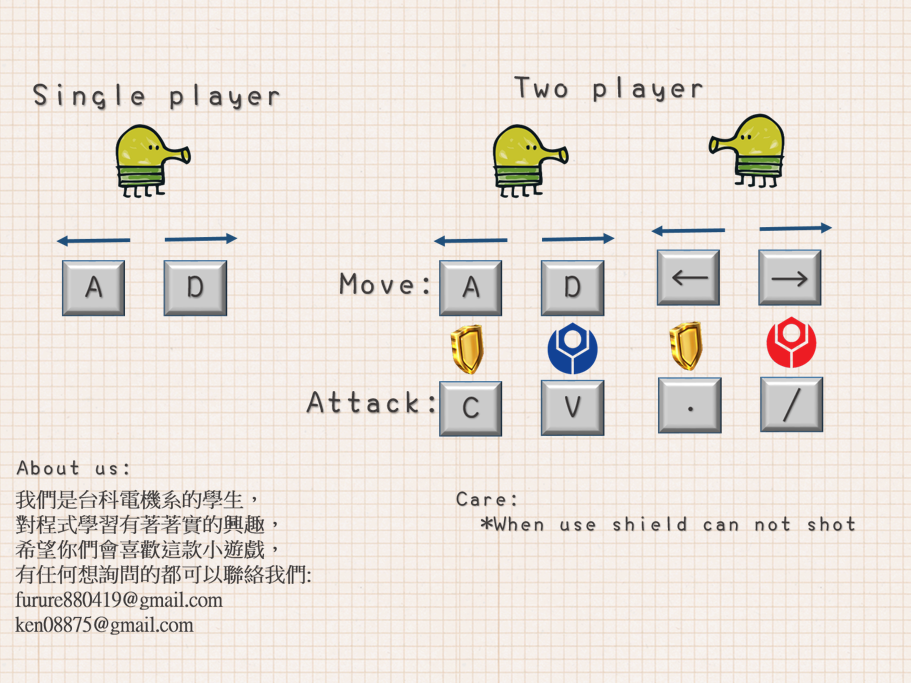 Single player
Two player
A D
Move: A D ← →
Attack: C V . /
About us:
我們是台科電機系的學生，
對程式學習有著著實的興趣，
希望你們會喜歡這款小遊戲，
有任何想詢問的都可以聯絡我們:
furure880419@gmail.com
ken08875@gmail.com
Care:
*When use shield can not shot